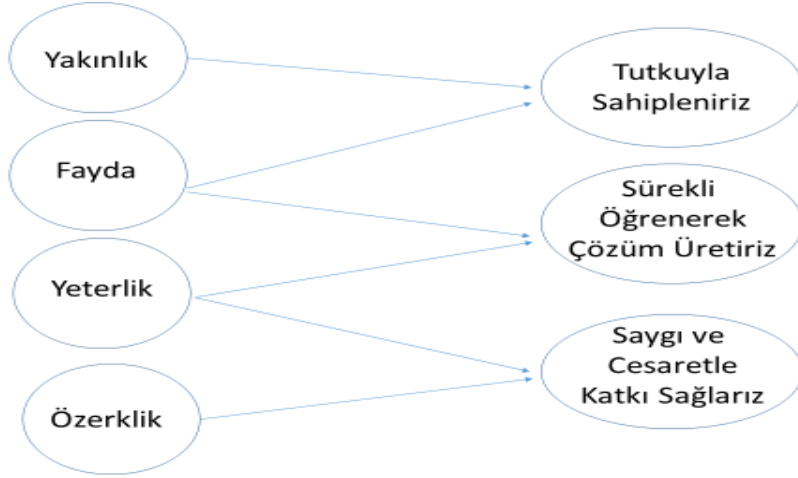 Yakınlık
Fayda
Yeterlik
Özerklik
Tutkuyla
Sahipleniriz
Sürekli
Öğrenerek
Çözüm Üretiriz
Saygı ve
Cesaretle
Katkı Sağlarız